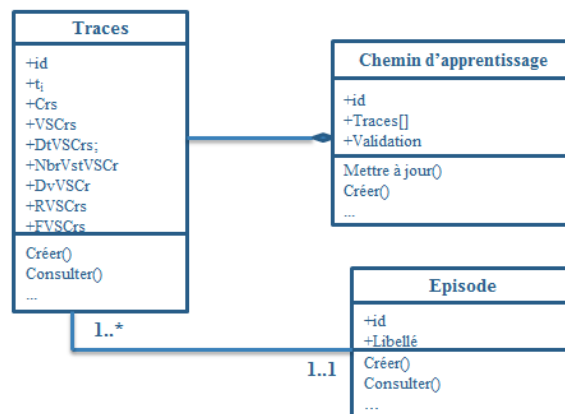 Traces
+id
+ti
+Crs
+VSCrs
+DtVSCrs;
+NbrVstVSCr
+DvVSCr
+RVSCrs
+FVSCrs
Créer()
Consulter()
...
Chemin d'apprentissage
+id
+Traces[]
+Validation
Mettre à jour()
Créer()
...
1..*
1..1
Episode
+id
+Libellé
Créer()
Consulter()
...